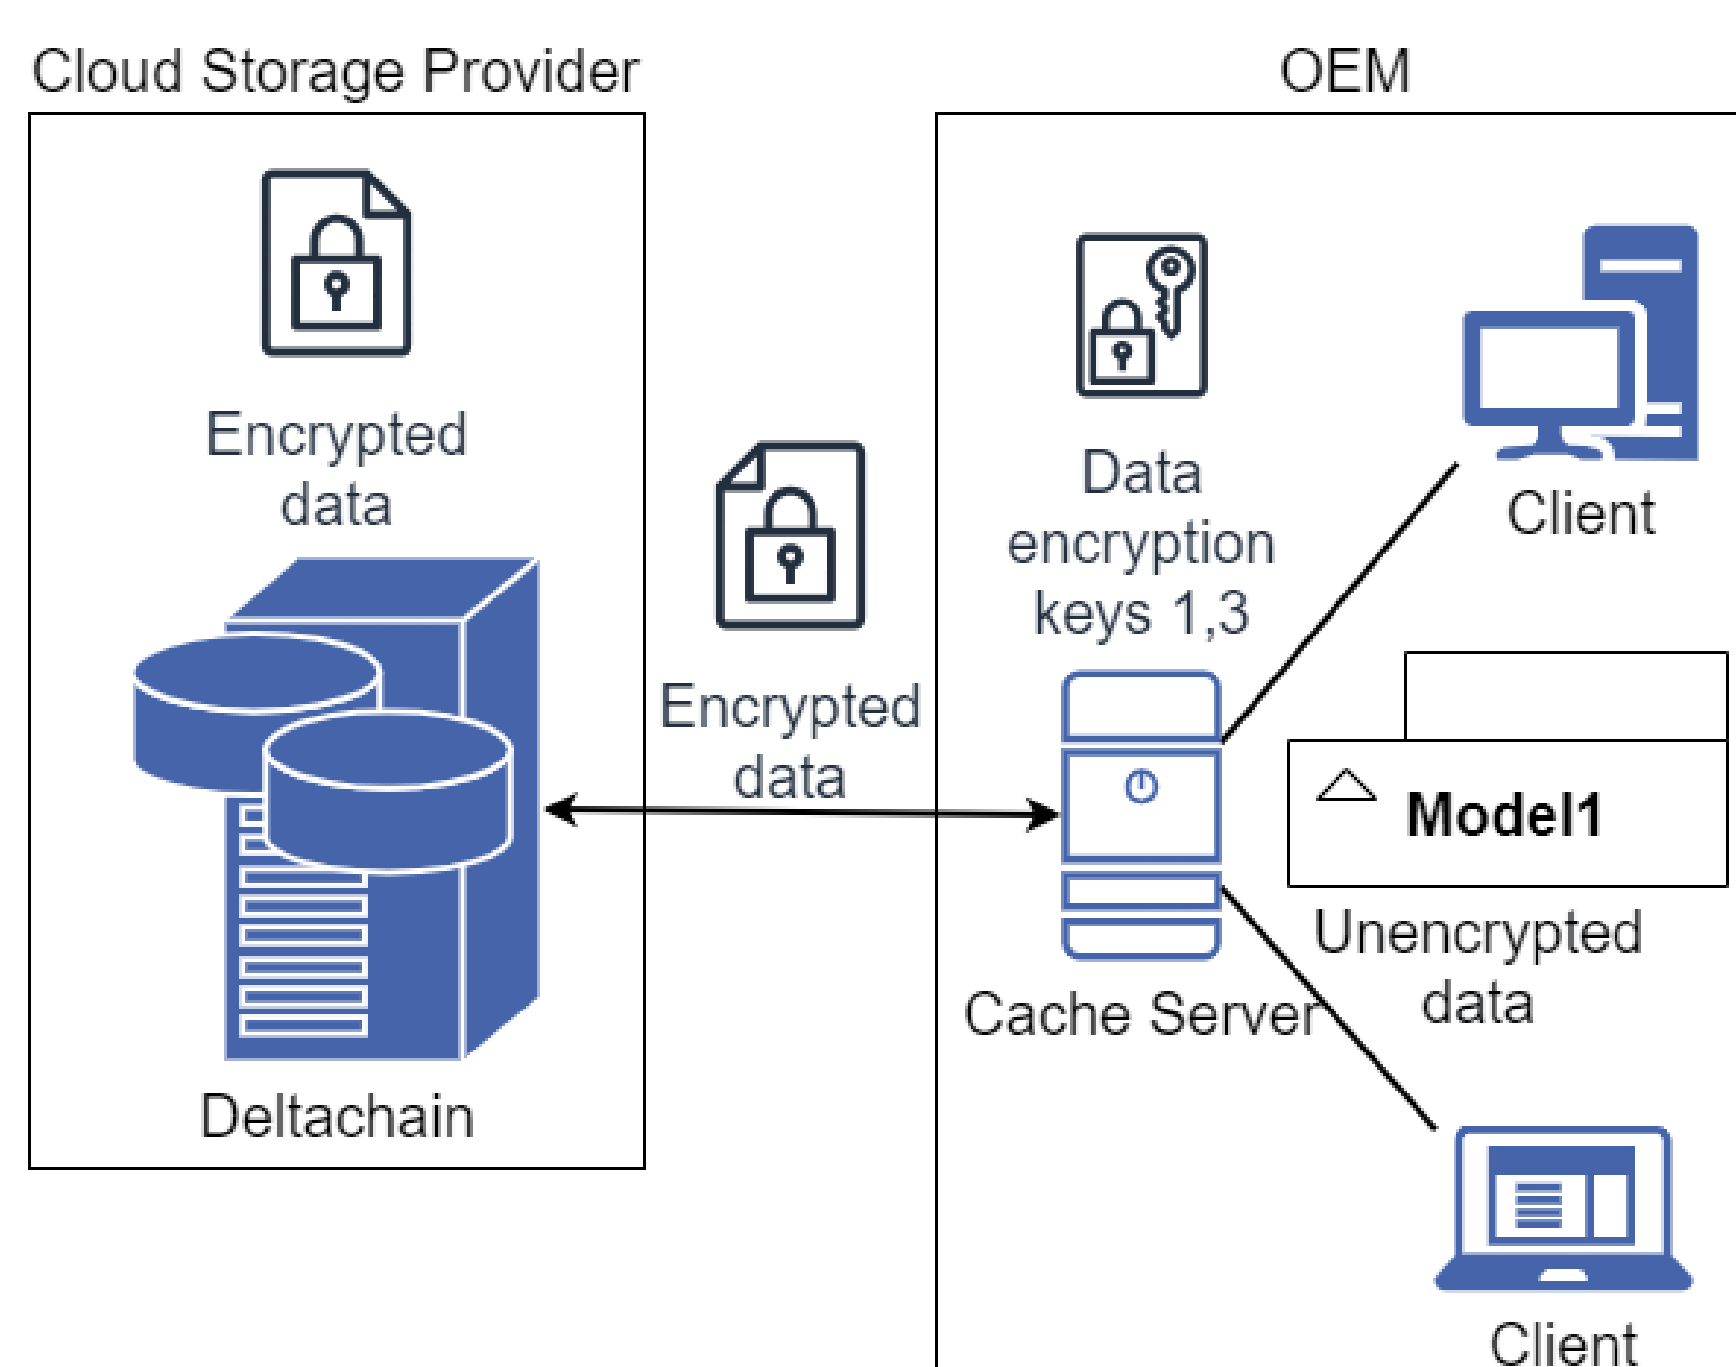 Cloud Storage Provider
OEM
Encrypted
data
Encrypted
data
Data
encryption
keys 1,3
Client
Model1
Unencrypted
data
Cache Server
Deltachain
Client